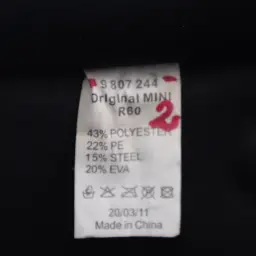 9 807 244
Original MINI
R60
2
43% POLYESTER
22% PE
15% STEEL
20% EVA
20/03/11
Made in China